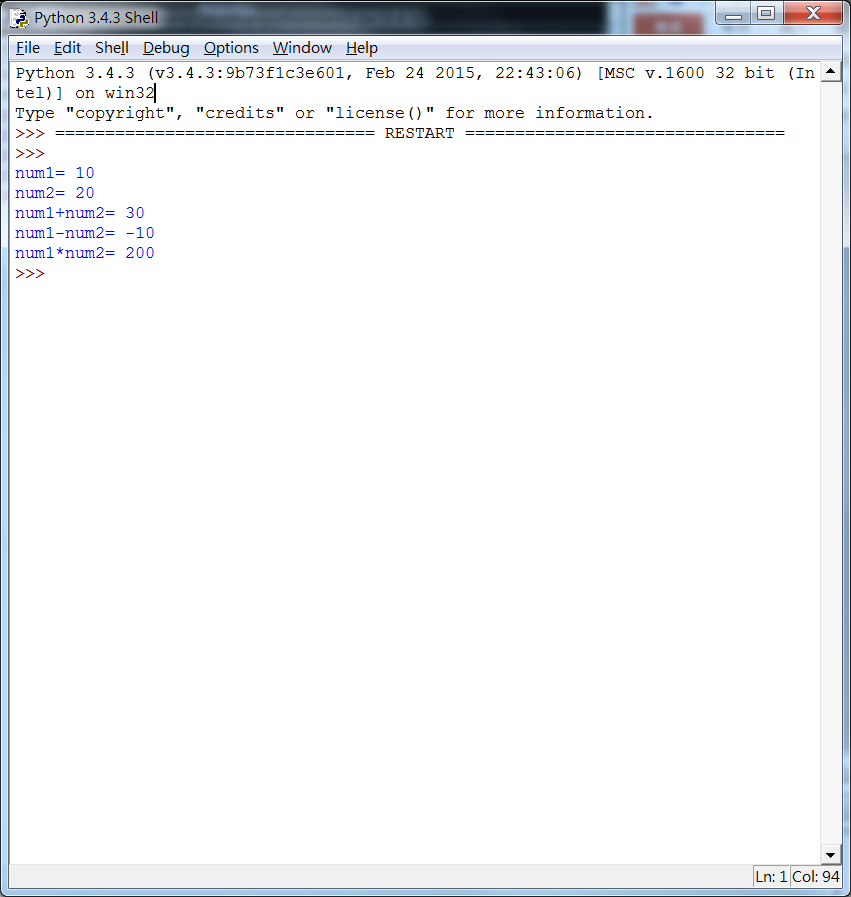 Python 3.4.3 Shell
File Edit Shell Debug Options Window Help
Python 3.4.3 (v3.4.3:9b73f1c3e601, Feb 24 2015, 22:43:06) [MSC v.1600 32 bit (In
tel)] on win32
Type "copyright", "credits" or "license()" for more information.
>>> ================================ RESTART ================================
>>>
num1= 10
num2= 20
num1+num2= 30
num1-num2= -10
num1*num2= 200
>>>
Ln: 1 Col: 94